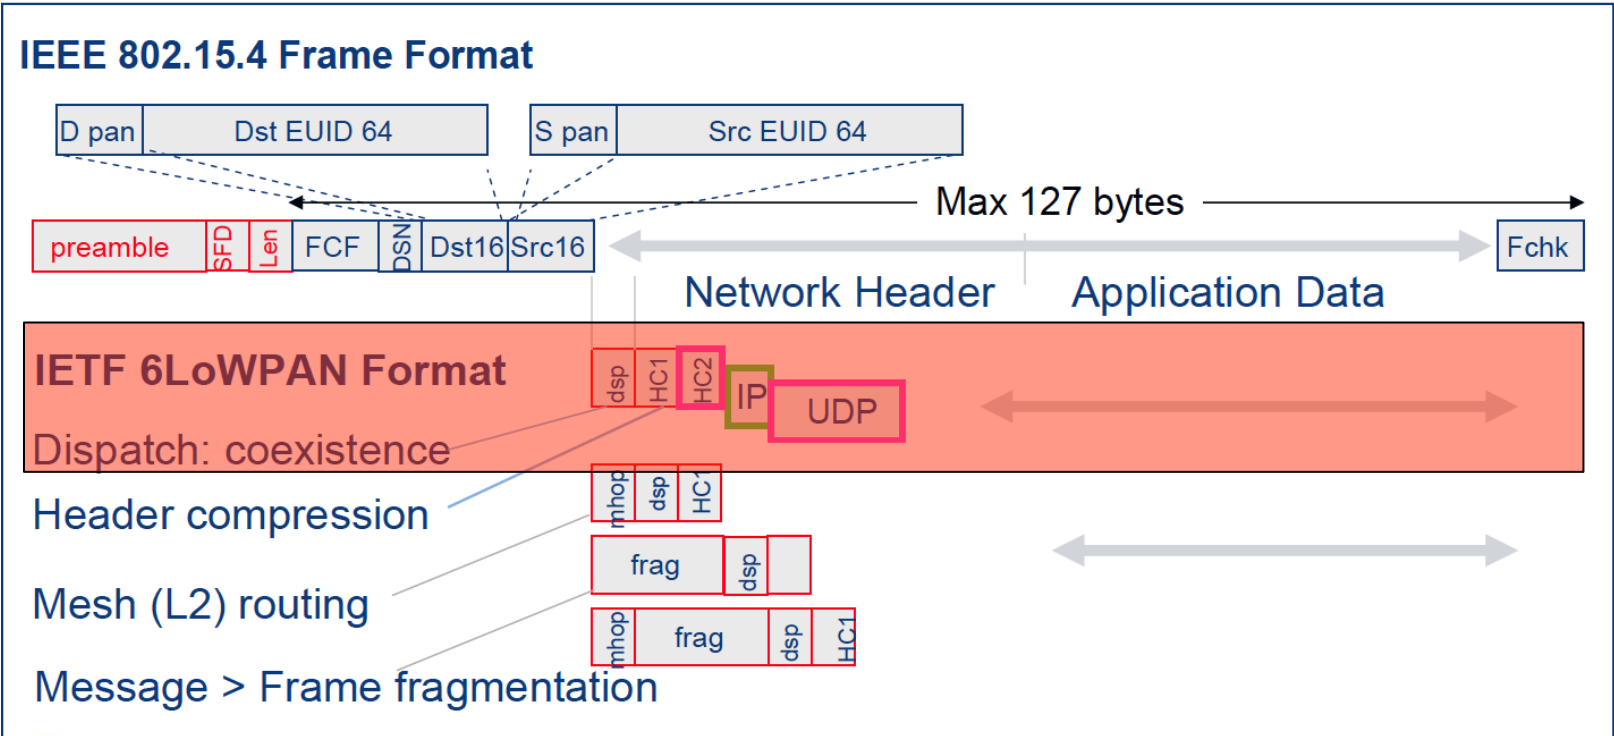 IEEE 802.15.4 Frame Format
D pan Dst EUID 64 S pan Src EUID 64
Max 127 bytes
preamble SFD Len FCF DSN Dst16 Src16 Fchk
Network Header Application Data
IETF 6LoWPAN Format
dsp HC1 HC2 IP UDP
Dispatch: coexistence
mhop dsp HC1
Header compression
frag dsp
Mesh (L2) routing
mhop frag dsp HC1
Message > Frame fragmentation